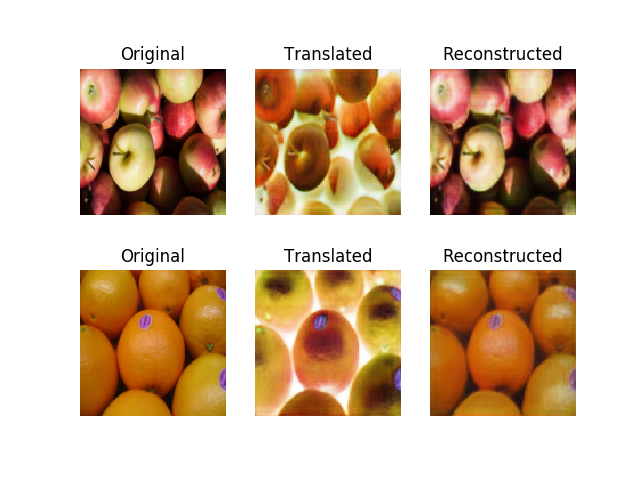 Original
Translated
Reconstructed
Original
Translated
Reconstructed